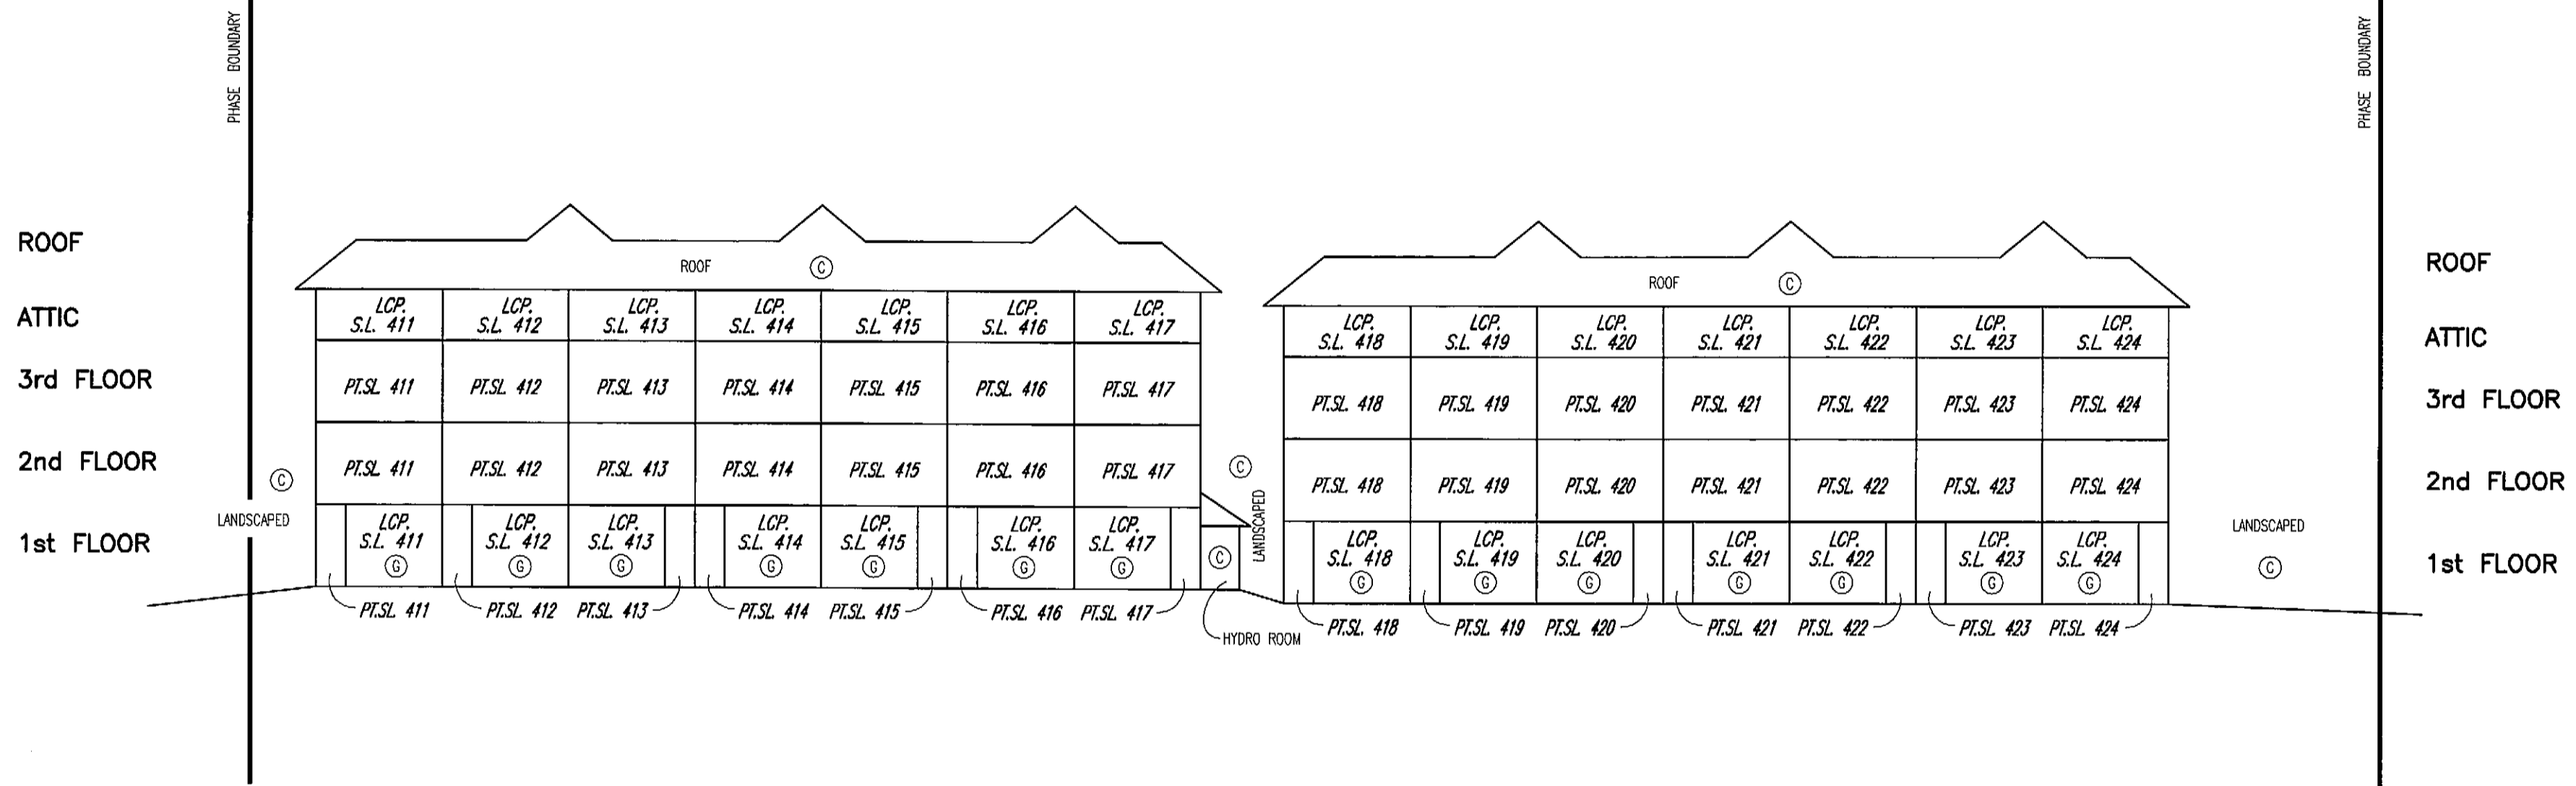 PHASE BOUNDARY
PHASE BOUNDARY
ROOF
ROOF C
ROOF C
ROOF
ATTIC
LCP. LCP. LCP. LCP. LCP. LCP. LCP.
S.L. 411 S.L. 412 S.L. 413 S.L. 414 S.L. 415 S.L. 416 S.L. 417
LCP. LCP. LCP. LCP. LCP. LCP. LCP.
S.L. 418 S.L. 419 S.L. 420 S.L. 421 S.L. 422 S.L. 423 S.L. 424
ATTIC
3rd FLOOR
PT.SL. 411 PT.SL. 412 PT.SL. 413 PT.SL. 414 PT.SL. 415 PT.SL. 416 PT.SL. 417
PT.SL. 418 PT.SL. 419 PT.SL. 420 PT.SL. 421 PT.SL. 422 PT.SL. 423 PT.SL. 424
3rd FLOOR
2nd FLOOR
C
PT.SL. 411 PT.SL. 412 PT.SL. 413 PT.SL. 414 PT.SL. 415 PT.SL. 416 PT.SL. 417
C
PT.SL. 418 PT.SL. 419 PT.SL. 420 PT.SL. 421 PT.SL. 422 PT.SL. 423 PT.SL. 424
2nd FLOOR
LANDSCAPED
1st FLOOR
LCP. LCP. LCP. LCP. LCP. LCP. LCP.
S.L. 411 S.L. 412 S.L. 413 S.L. 414 S.L. 415 S.L. 416 S.L. 417
G G G G G G G
C
LANDSCAPED
LCP. LCP. LCP. LCP. LCP. LCP. LCP.
S.L. 418 S.L. 419 S.L. 420 S.L. 421 S.L. 422 S.L. 423 S.L. 424
G G G G G G G
LANDSCAPED
C
1st FLOOR
PT.SL. 411 PT.SL. 412 PT.SL. 413 PT.SL. 414 PT.SL. 415 PT.SL. 416 PT.SL. 417
HYDRO ROOM
PT.SL. 418 PT.SL. 419 PT.SL. 420 PT.SL. 421 PT.SL. 422 PT.SL. 423 PT.SL. 424